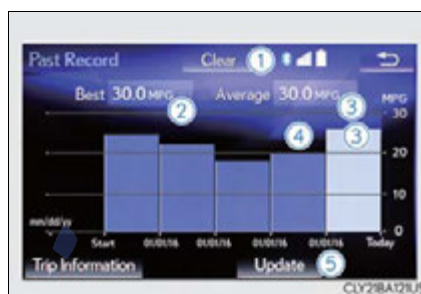 Past Record Clear 1
Best 30.0 MPG Average 30.0 MPG 3 MPG
2
30
4 3
20
10
mm/dd/yy 0
Start 01/01/16 01/01/16 01/01/16 01/01/16 Today
Trip Information Update 5
CLY21BA121US